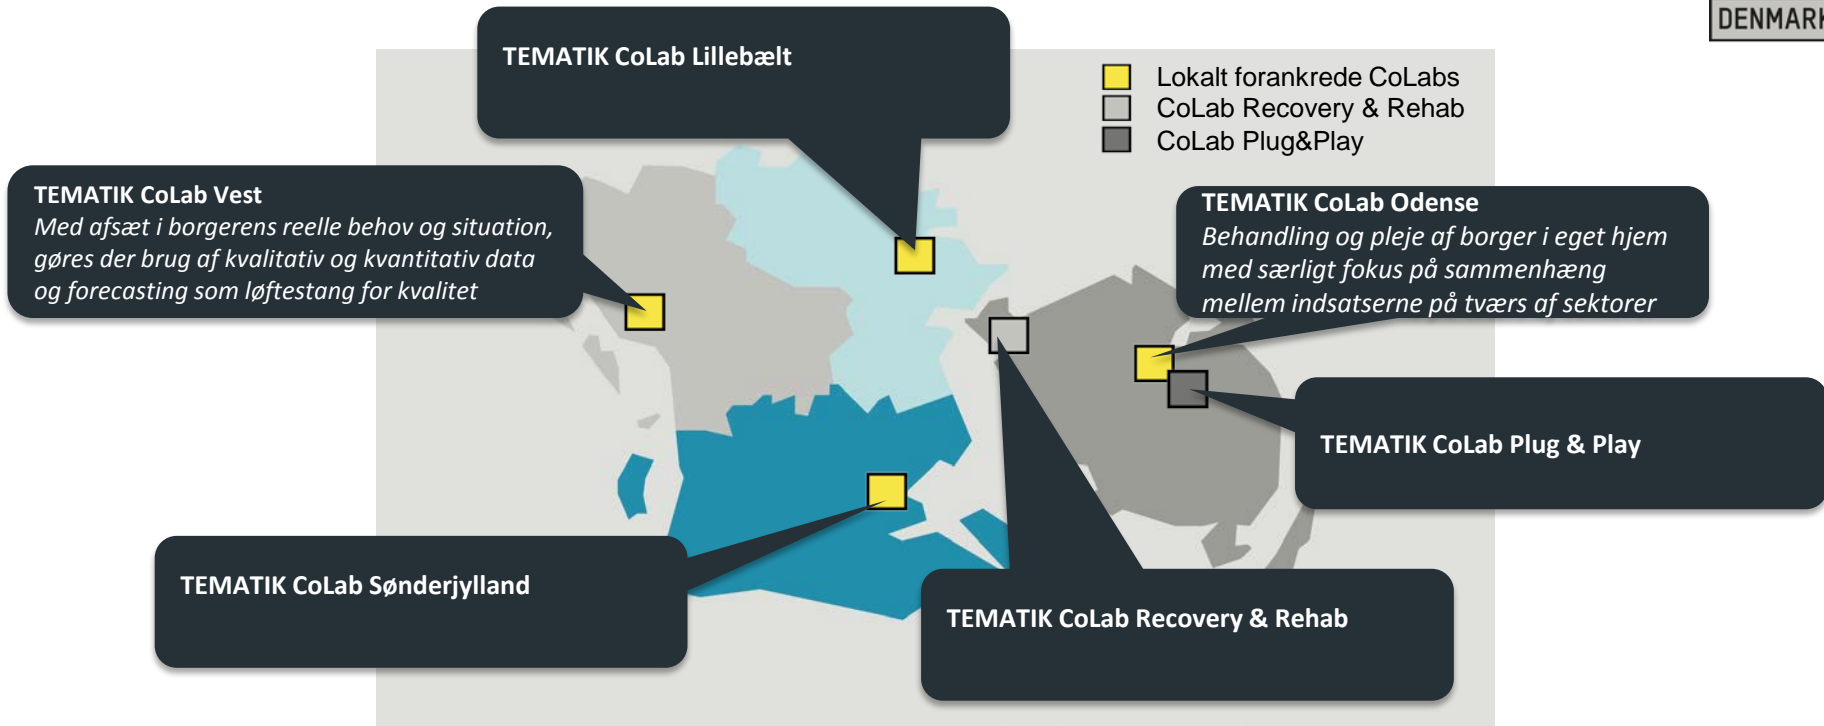 DENMARK
TEMATIK CoLab Lillebælt
Lokalt forankrede CoLabs
CoLab Recovery & Rehab
CoLab Plug&Play
TEMATIK CoLab Vest
Med afsæt i borgerens reelle behov og situation,
gøres der brug af kvalitativ og kvantitativ data
og forecasting som løftestang for kvalitet
TEMATIK CoLab Odense
Behandling og pleje af borger i eget hjem
med særligt fokus på sammenhæng
mellem indsatserne på tværs af sektorer
TEMATIK CoLab Plug & Play
TEMATIK CoLab Sønderjylland
TEMATIK CoLab Recovery & Rehab